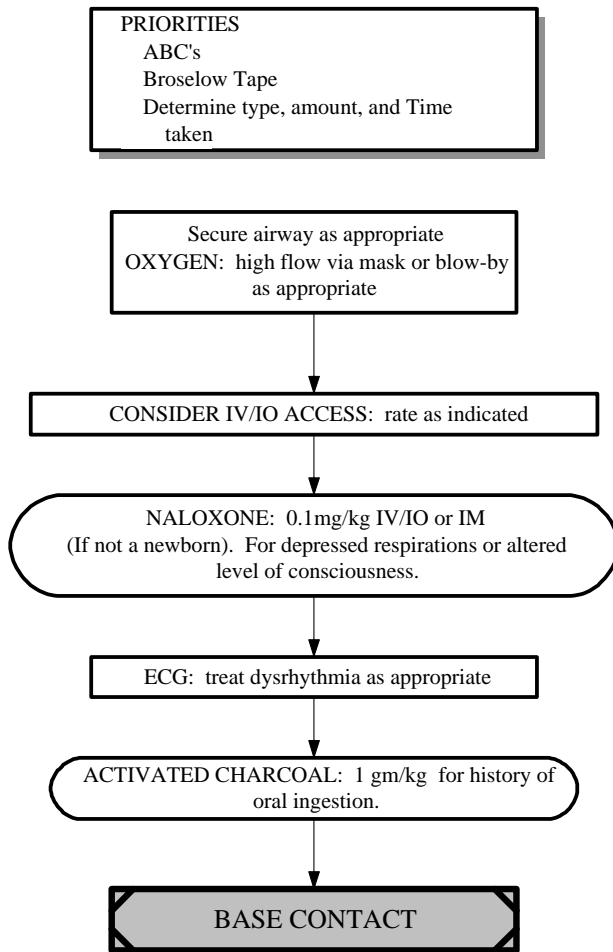 PRIORITIES
ABC's
Broselow Tape
Determine type, amount, and Time
taken
Secure airway as appropriate
OXYGEN: high flow via mask or blow-by
as appropriate
CONSIDER IV/IO ACCESS: rate as indicated
NALOXONE: 0.1mg/kg IV/IO or IM
(If not a newborn). For depressed respirations or altered
level of consciousness.
ECG: treat dysrhythmia as appropriate
ACTIVATED CHARCOAL: 1 gm/kg for history of
oral ingestion.
BASE CONTACT